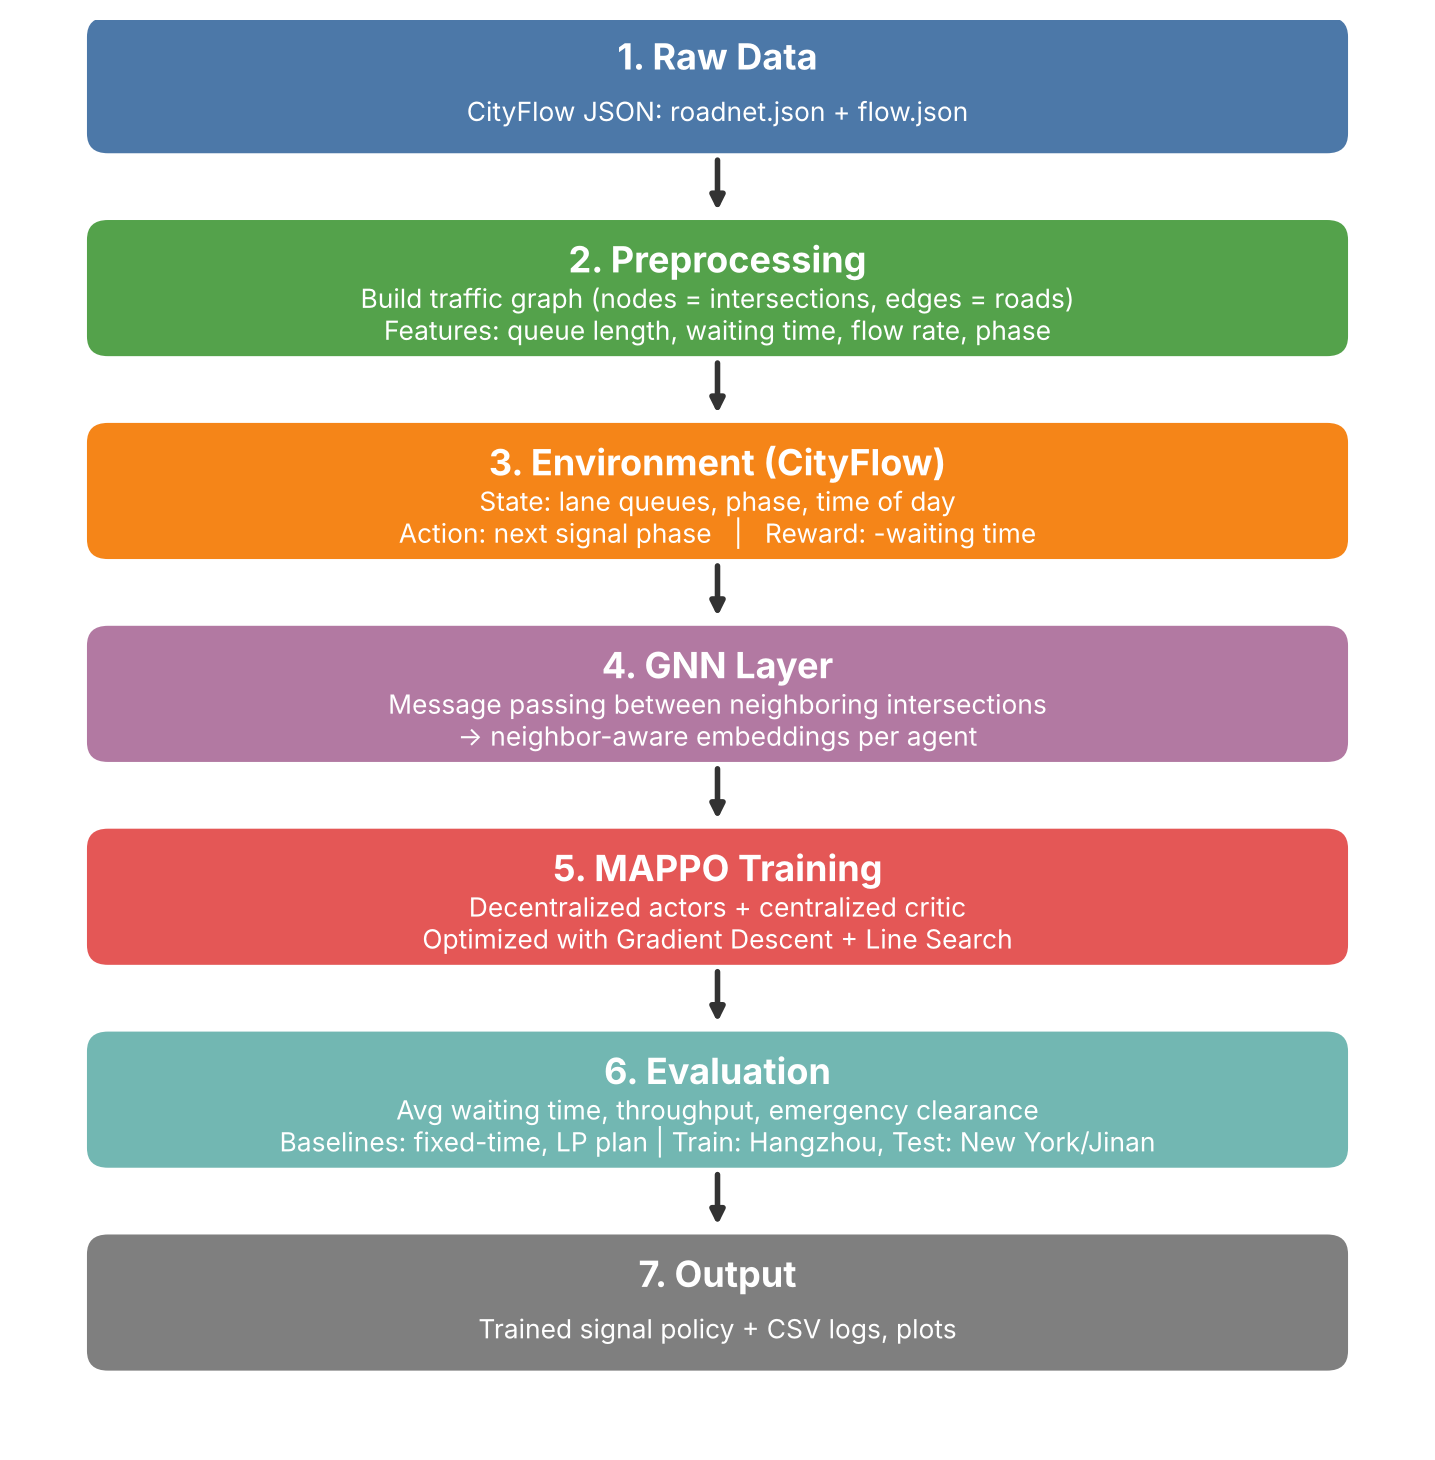 1. Raw Data
CityFlow JSON: roadnet.json + flow.json
2. Preprocessing
Build traffic graph (nodes = intersections, edges = roads)
Features: queue length, waiting time, flow rate, phase
3. Environment (CityFlow)
State: lane queues, phase, time of day
Action: next signal phase | Reward: -waiting time
4. GNN Layer
Message passing between neighboring intersections
→ neighbor-aware embeddings per agent
5. MAPPO Training
Decentralized actors + centralized critic
Optimized with Gradient Descent + Line Search
6. Evaluation
Avg waiting time, throughput, emergency clearance
Baselines: fixed-time, LP plan | Train: Hangzhou, Test: New York/Jinan
7. Output
Trained signal policy + CSV logs, plots